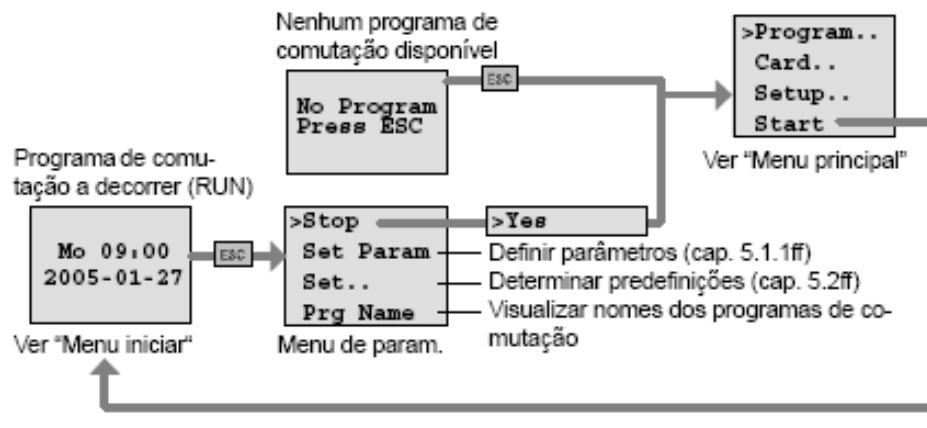 Nenhum programa de
comutação disponível
ESC
No Program
Press ESC
>Program..
Card..
Setup..
Start
Ver “Menu principal”
Programa de comu-
tação a decorrer (RUN)
Mo 09:00
2005-01-27
ESC
Ver “Menu iniciar“
>Stop
Set Param
Set..
Prg Name
Menu de param.
>Yes
Definir parâmetros (cap. 5.1.1ff)
Determinar predefinições (cap. 5.2ff)
Visualizar nomes dos programas de co-
mutação